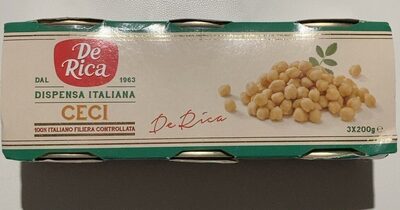 De
Rica
DAL 1963
DISPENSA ITALIANA
CECI
100% ITALIANO FILIERA CONTROLLATA
De Rica
3X200g℮